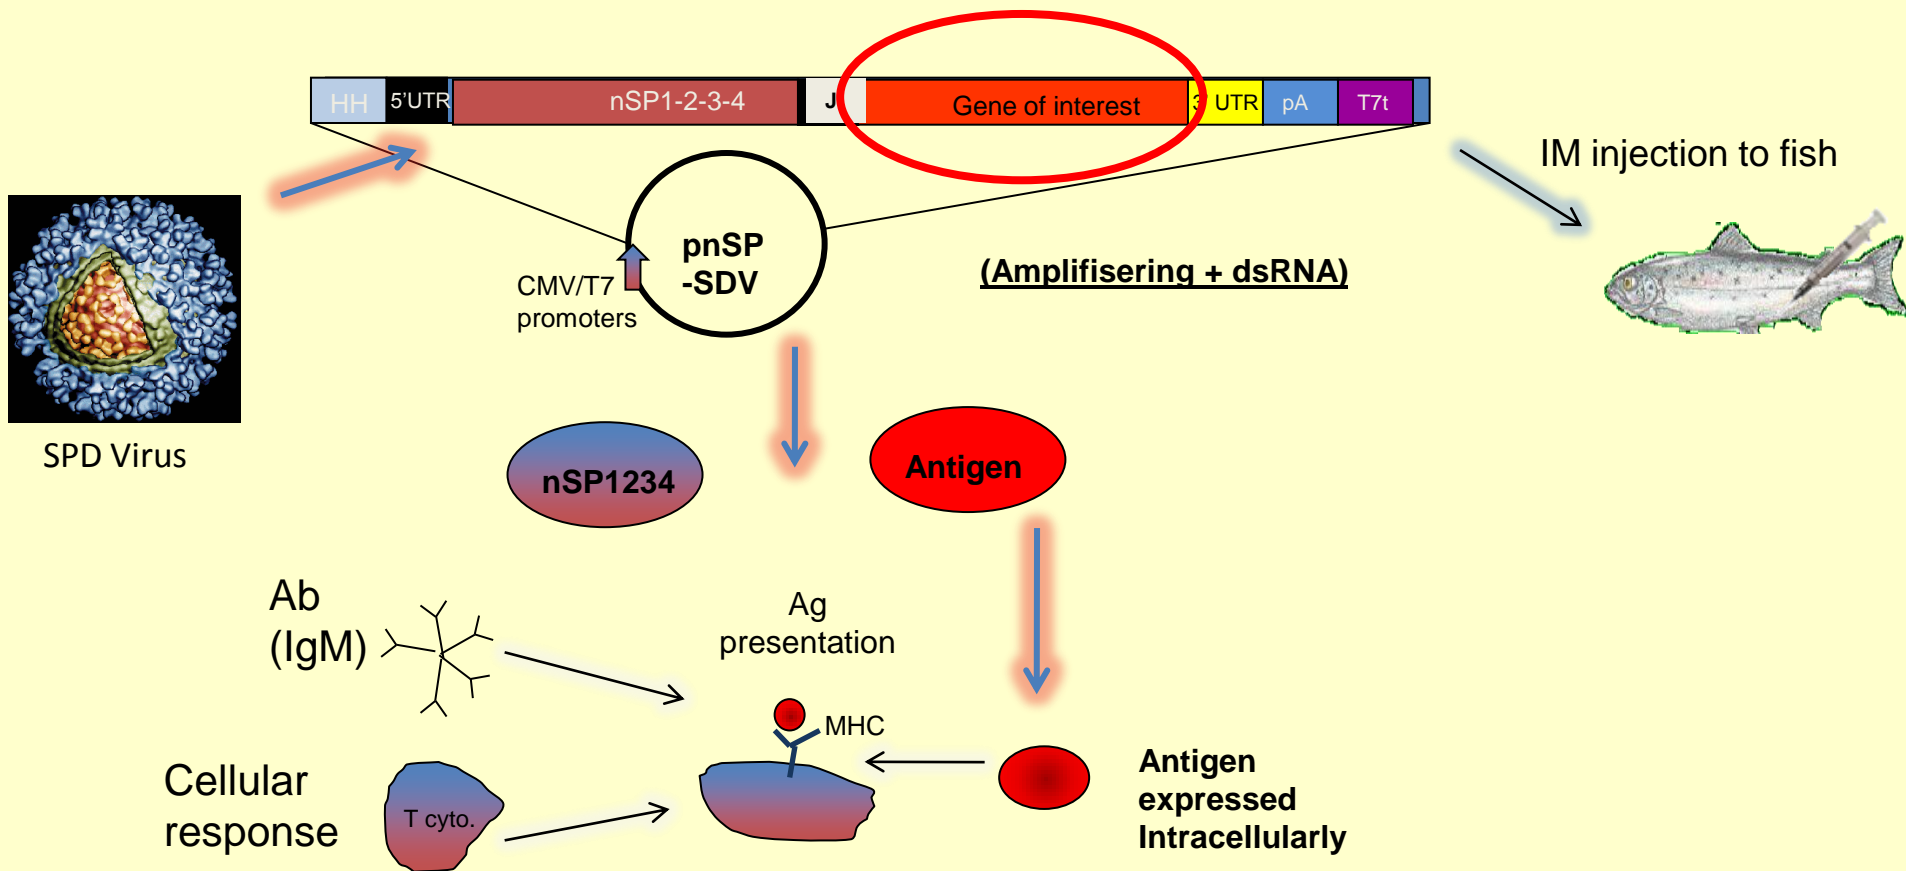 HH 5'UTR nSP1-2-3-4 J Gene of interest 3' UTR pA T7t
IM injection to fish
pnSP
-SDV
CMV/T7
promoters
(Amplifisering + dsRNA)
SPD Virus
nSP1234
Antigen
Ab
(IgM)
Ag
presentation
MHC
Cellular
response
T cyto.
Antigen
expressed
Intracellularly